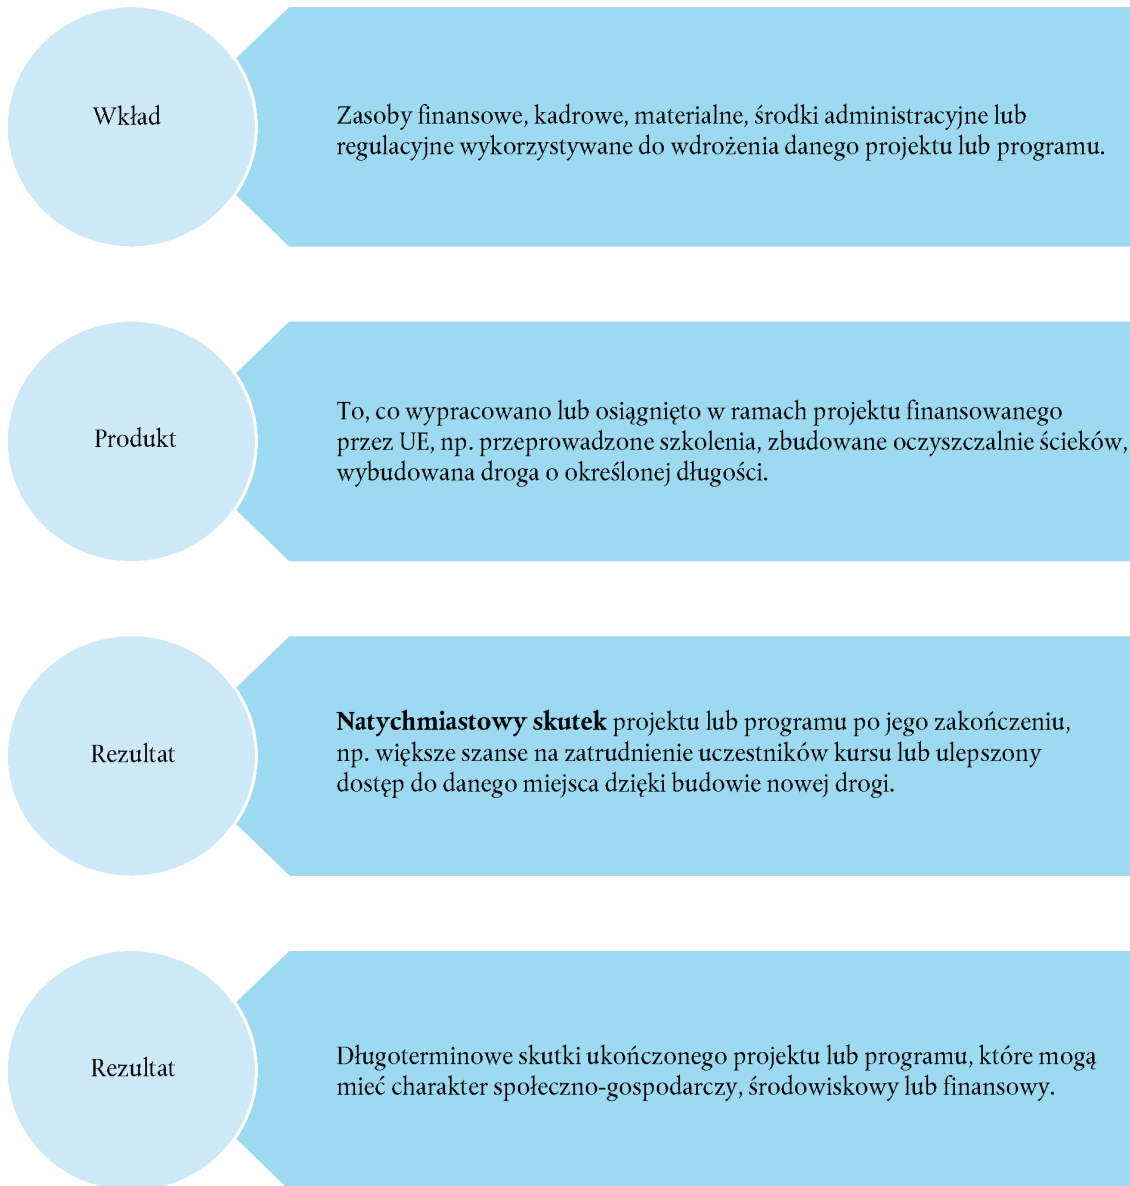 Wkład
Zasoby finansowe, kadrowe, materialne, środki administracyjne lub
regulacyjne wykorzystywane do wdrożenia danego projektu lub programu.
Produkt
To, co wypracowano lub osiągnięto w ramach projektu finansowanego
przez UE, np. przeprowadzone szkolenia, zbudowane oczyszczalnie ścieków,
wybudowana droga o określonej długości.
Rezultat
Natychmiastowy skutek projektu lub programu po jego zakończeniu,
np. większe szanse na zatrudnienie uczestników kursu lub ulepszony
dostęp do danego miejsca dzięki budowie nowej drogi.
Rezultat
Długoterminowe skutki ukończonego projektu lub programu, które mogą
mieć charakter społeczno-gospodarczy, środowiskowy lub finansowy.